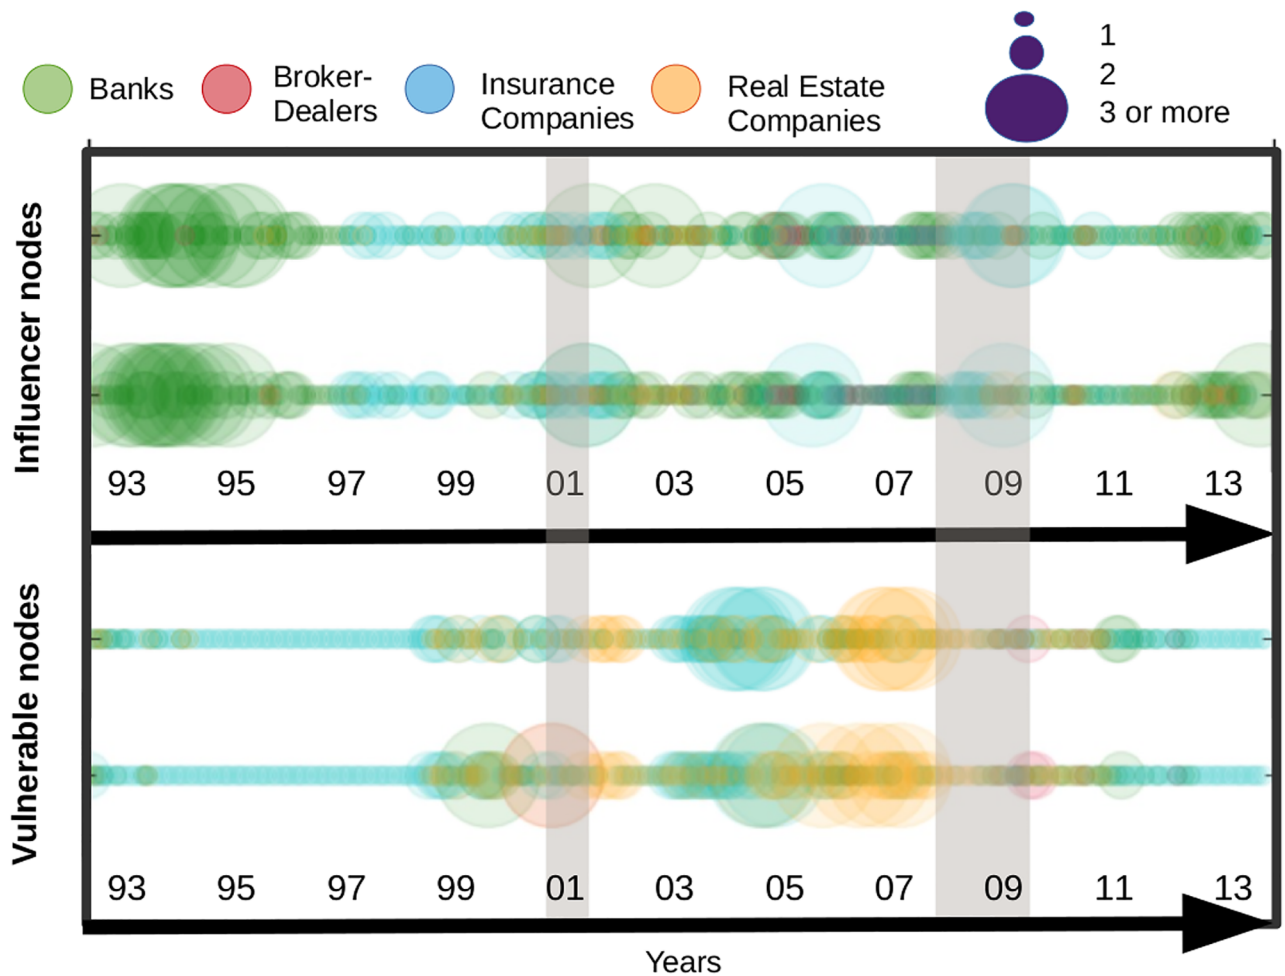 Banks
Broker-
Dealers
Insurance
Companies
Real Estate
Companies
1
2
3 or more
Influencer nodes
93 95 97 99 01 03 05 07 09 11 13
Vulnerable nodes
93 95 97 99 01 03 05 07 09 11 13
Years